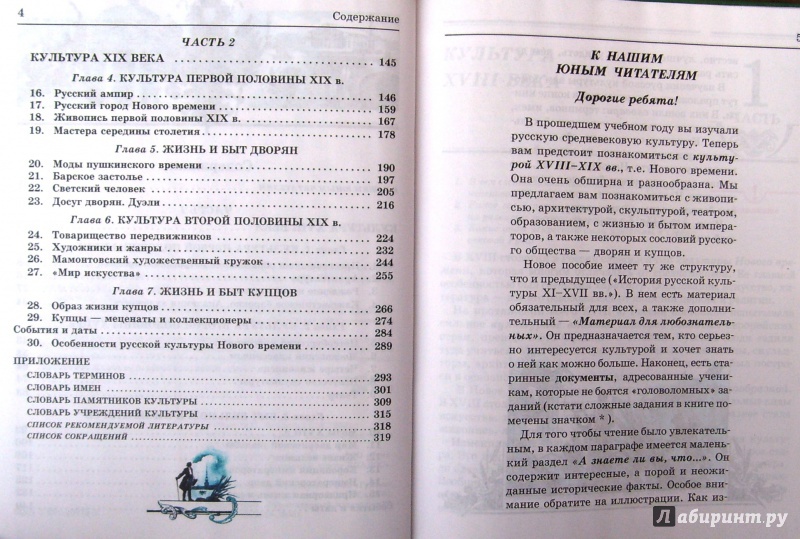 4
Содержание
ЧАСТЬ 2
КУЛЬТУРА XIX ВЕКА 145
Глава 4. КУЛЬТУРА ПЕРВОЙ ПОЛОВИНЫ XIX в.
16. Русский ампир 146
17. Русский город Нового времени 159
18. Живопись первой половины XIX в. 167
19. Мастера середины столетия 178
Глава 5. ЖИЗНЬ И БЫТ ДВОРЯН
20. Моды пушкинского времени 190
21. Барское застолье 197
22. Светский человек 205
23. Досуг дворян. Дуэли 216
Глава 6. КУЛЬТУРА ВТОРОЙ ПОЛОВИНЫ XIX в.
24. Товарищество передвижников 224
25. Художники и жанры 232
26. Мамонтовский художественный кружок 244
27. «Мир искусства» 255
Глава 7. ЖИЗНЬ И БЫТ КУПЦОВ
28. Образ жизни купцов 266
29. Купцы — меценаты и коллекционеры 274
События и даты 284
30. Особенности русской культуры Нового времени 289
ПРИЛОЖЕНИЕ
СЛОВАРЬ ТЕРМИНОВ 293
СЛОВАРЬ ИМЕН 301
СЛОВАРЬ ПАМЯТНИКОВ КУЛЬТУРЫ 309
СЛОВАРЬ УЧРЕЖДЕНИЙ КУЛЬТУРЫ 315
СПИСОК РЕКОМЕНДУЕМОЙ ЛИТЕРАТУРЫ 318
СПИСОК СОКРАЩЕНИЙ 319
5
К НАШИМ
ЮНЫМ ЧИТАТЕЛЯМ
Дорогие ребята!
В прошедшем учебном году вы изучали
русскую средневековую культуру. Теперь
вам предстоит познакомиться с культу-
рой XVIII–XIX вв., т.е. Нового времени.
Она очень обширна и разнообразна. Мы
предлагаем вам познакомиться с живопи-
сью, архитектурой, скульптурой, театром,
образованием, с жизнью и бытом импера-
торов, а также некоторых сословий русско-
го общества — дворян и купцов.
Новое пособие имеет ту же структуру,
что и предыдущее («История русской куль-
туры XI–XVII вв.»). В нем есть материал
обязательный для всех, а также дополни-
тельный — «Материал для любознатель-
ных». Он предназначается тем, кто серьез-
но интересуется культурой и хочет знать
о ней как можно больше. Наконец, есть ста-
ринные документы, адресованные учени-
кам, которые не боятся «головоломных» за-
даний (кстати сложные задания в книге по-
мечены значком * ).
Для того чтобы чтение было увлекатель-
ным, в каждом параграфе имеется малень-
кий раздел «А знаете ли вы, что...». Он
содержит интересные, а порой и неожи-
данные исторические факты. Особое вни-
мание обратите на иллюстрации. Как из-
Лабиринт.ру